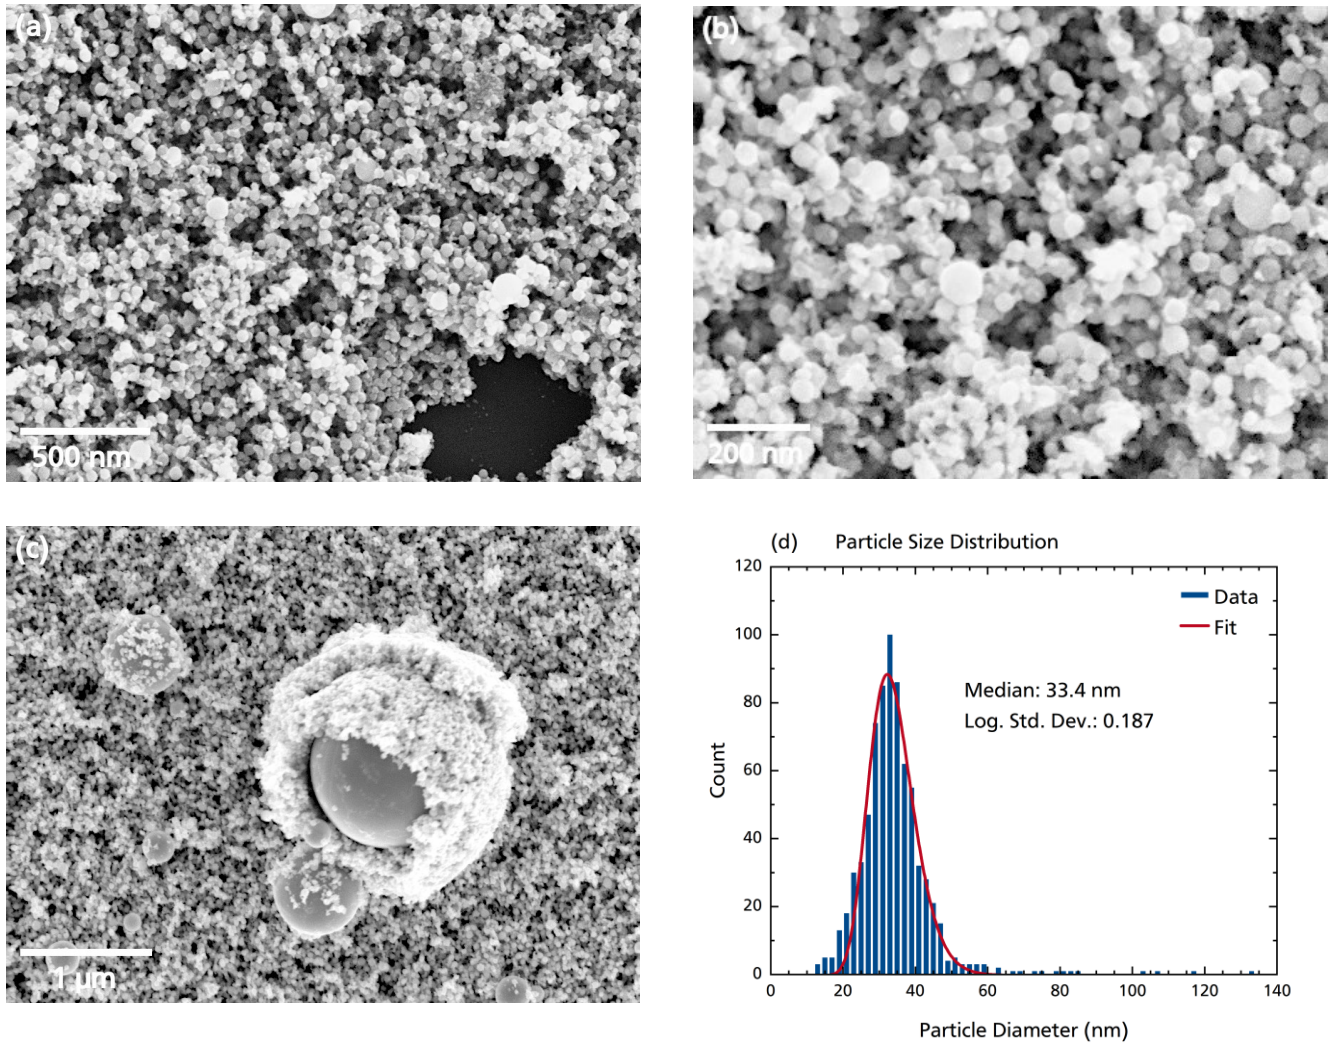 (a)
(b)
500 nm
200 nm
(c)
1 µm
(d) Particle Size Distribution
120
100
80
60
40
20
0
Count
Data
Fit
Median: 33.4 nm
Log. Std. Dev.: 0.187
0 20 40 60 80 100 120 140
Particle Diameter (nm)